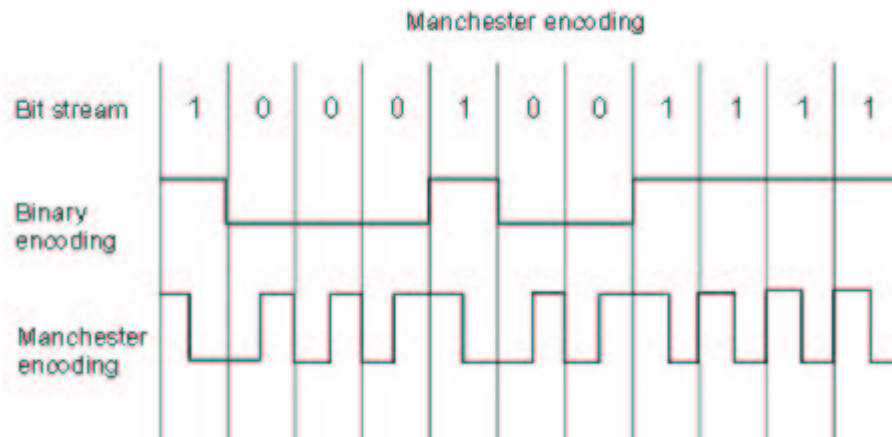 Manchester encoding
Bit stream 1 0 0 0 1 0 0 1 1 1 1
Binary
encoding
Manchester
encoding